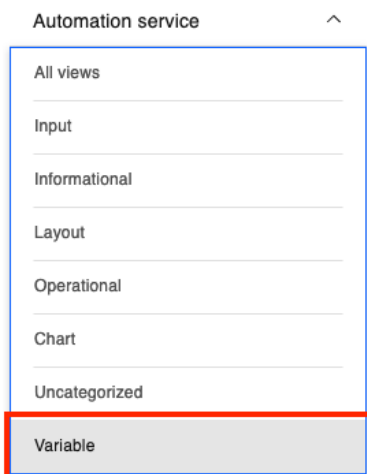 Automation service
All views
Input
Informational
Layout
Operational
Chart
Uncategorized
Variable